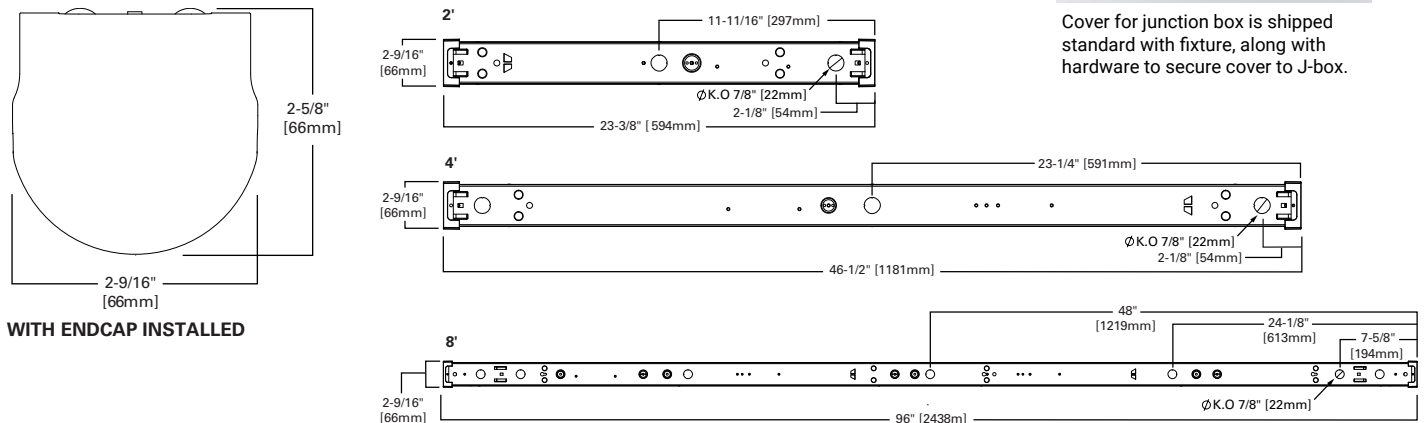 2-5/8"
[66mm]
2-9/16"
[66mm]
WITH ENDCAP INSTALLED
2'
11-11/16" [297mm]
2-9/16"
[66mm]
ØK.O 7/8" [22mm]
2-1/8" [54mm]
23-3/8" [594mm]
Cover for junction box is shipped
standard with fixture, along with
hardware to secure cover to J-box.
4'
23-1/4" [591mm]
2-9/16"
[66mm]
ØK.O 7/8" [22mm]
2-1/8" [54mm]
46-1/2" [1181mm]
8'
48"
[1219mm]
24-1/8"
[613mm]
7-5/8"
[194mm]
2-9/16"
[66mm]
ØK.O 7/8" [22mm]
96" [2438m]